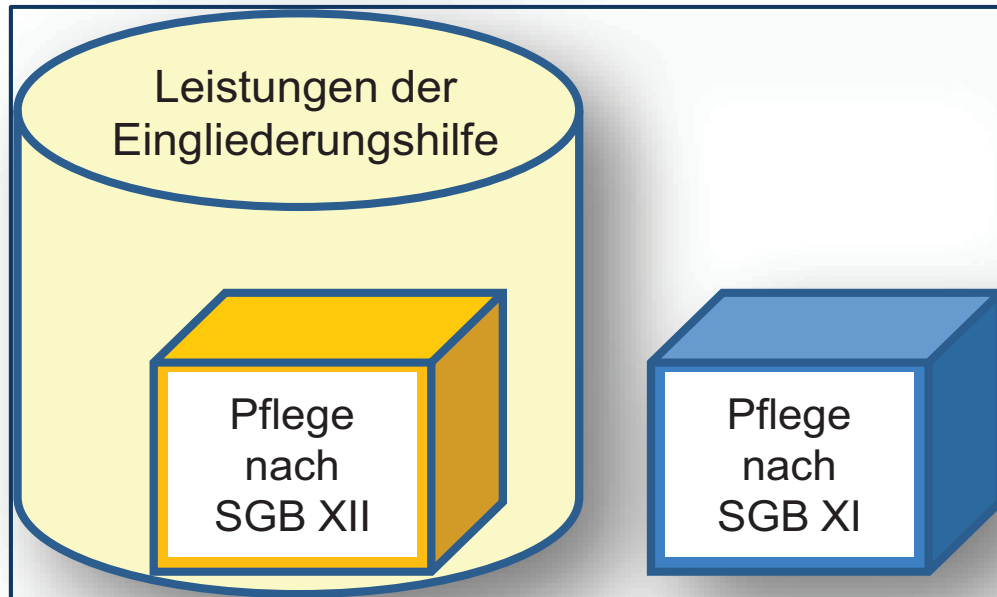 Leistungen der
Eingliederungshilfe
Pflege
nach
SGB XII
Pflege
nach
SGB XI